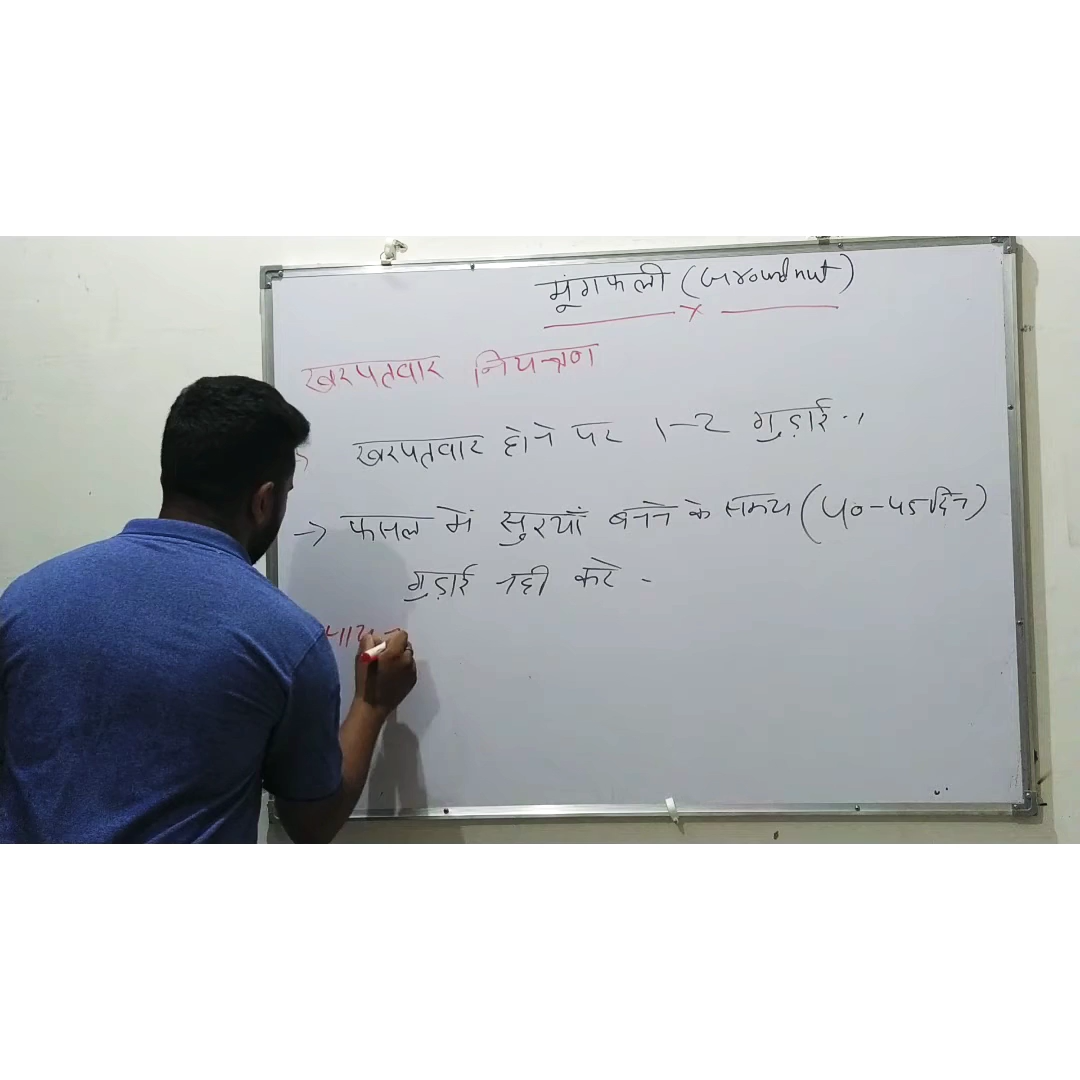 मूंगफली (Groundnut)
खरपतवार नियन्त्रण
खरपतवार होने पर 1-2 गुड़ाई.
→ फसल में सुइयाँ बनने के समय (40-45 दिन)
गुड़ाई नही करे -